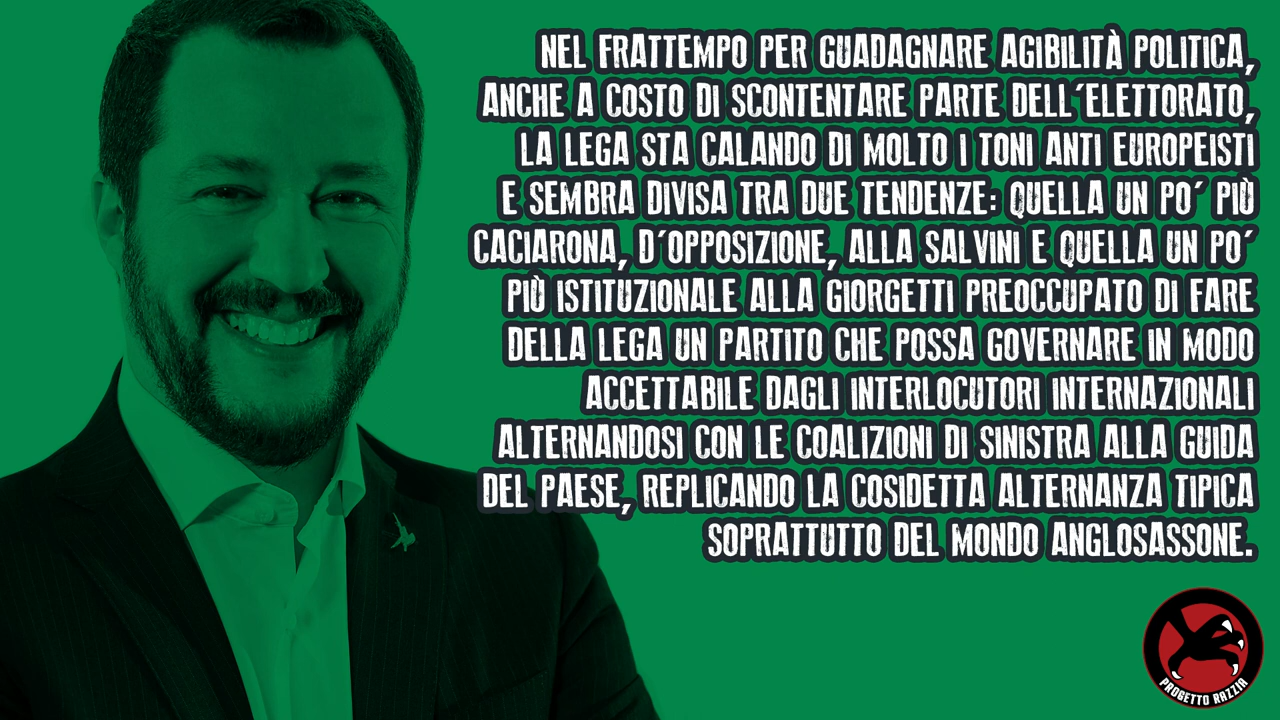 NEL FRATTEMPO PER GUADAGNARE AGIBILITÀ POLITICA,
ANCHE A COSTO DI SCONTENTARE PARTE DELL'ELETTORATO,
LA LEGA STA CALANDO DI MOLTO I TONI ANTI EUROPEISTI
E SEMBRA DIVISA TRA DUE TENDENZE: QUELLA UN PO' PIÙ
CACIARONA, D'OPPOSIZIONE, ALLA SALVINI E QUELLA UN PO'
PIÙ ISTITUZIONALE ALLA GIORGETTI PREOCCUPATO DI FARE
DELLA LEGA UN PARTITO CHE POSSA GOVERNARE IN MODO
ACCETTABILE DAGLI INTERLOCUTORI INTERNAZIONALI
ALTERNANDOSI CON LE COALIZIONI DI SINISTRA ALLA GUIDA
DEL PAESE, REPLICANDO LA COSIDETTA ALTERNANZA TIPICA
SOPRATTUTTO DEL MONDO ANGLOSASSONE.
PROGETTO RAZZIA